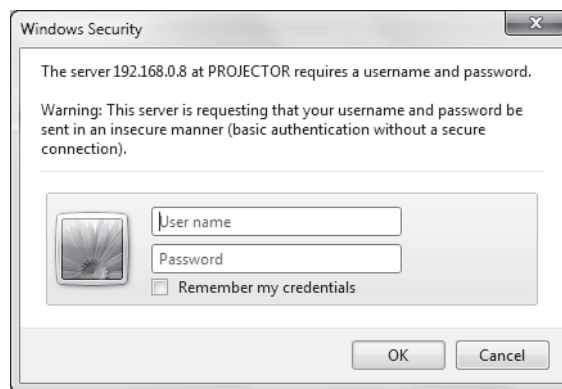 Windows Security
The server 192.168.0.8 at PROJECTOR requires a username and password.
Warning: This server is requesting that your username and password be
sent in an insecure manner (basic authentication without a secure
connection).
User name
Password
Remember my credentials
OK
Cancel